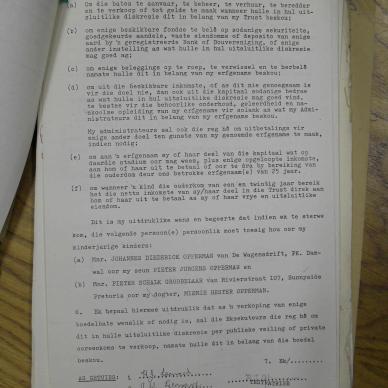 (a) Om die bates te aanvaar, te beheer, te verhuur, te beredder
en te verkoop of tot gelde te maak wanneer hulle in hul uit-
sluitlike diskresie dit in belang van my Trust beskou;
(b) om enige beskikbare fondse te belê op sodanige sekuriteite,
goedgekeurde aandele, vaste eiendomme of deposito van enige
aard by 'n geregistreerde Bank of Bouvereniging, of enige
ander instelling as wat hulle in hul uitsluitlike diskresie
mag goed ag;
(c) om enige beleggings op te roep, te verwissel en te herbelê
namate hulle dit in belang van my erfgename beskou;
(d) om uit die beskikbare inkomste, of as dit nie genoegsaam is
vir die doel nie, dan ook uit die kapitaal sodanige bedrae
as wat hulle in hul uitsluitlike diskresie mag goed vind,
te bestee vir die behoorlike onderhoud, geleerdheid en
opvoeding van my erfgename vir solank as wat my Admi-
nistrateurs dit in belang van my erfgename beskou.
My administrateurs sal ook die reg hê om uitbetalings vir
enige ander doel ten gunste van my genoemde erfgename te maak,
indien nodig;
(e) om aan 'n erfgenaam sy of haar deel van die kapitaal wat op
daardie stadium oor mag wees, plus enige opgelope inkomste,
aan hom of haar uit te betaal of oor te dra by bereiking van
die ouderdom deur ons betrokke erfgenaam(e) van 25 jaar.
(f) om wanneer 'n kind die ouderdom van een en twintig jaar bereik
het die netto inkomste van sy/haar deel in die Trust direk aan
hom of haar uit te betaal as sy of haar vrye en uitsluitlike
eiendom.
Dit is my uitdruklike wens en begeerte dat indien ek te sterwe
kom, die volgende persoon(e) persoonlik moet toesig hou oor my
minderjarige kinders:
(a) Mnr. JOHANNES DIEDERICK OPPERMAN van De Wagensdrift, PK. Dam-
wal oor my seun PIETER JURGENS OPPERMAN en
(b) Mnr. PIETER SCHALK GROBBELAAR van Rivierstraat 107, Sunnyside
Pretoria oor my dogter, MIEMIE HESTER OPPERMAN.
6. Ek bepaal hiermee uitdruklik dat as 'n verkoping van enige
boedelbate wenslik of nodig is, sal die Eksekuteurs die reg hê om
dit in hulle uitsluitlike diskresie per publieke veiling of private
ooreenkoms te verkoop, namate hulle dit in belang van die boedel
beskou.
7. Ek/
AS GETUIE: 1.